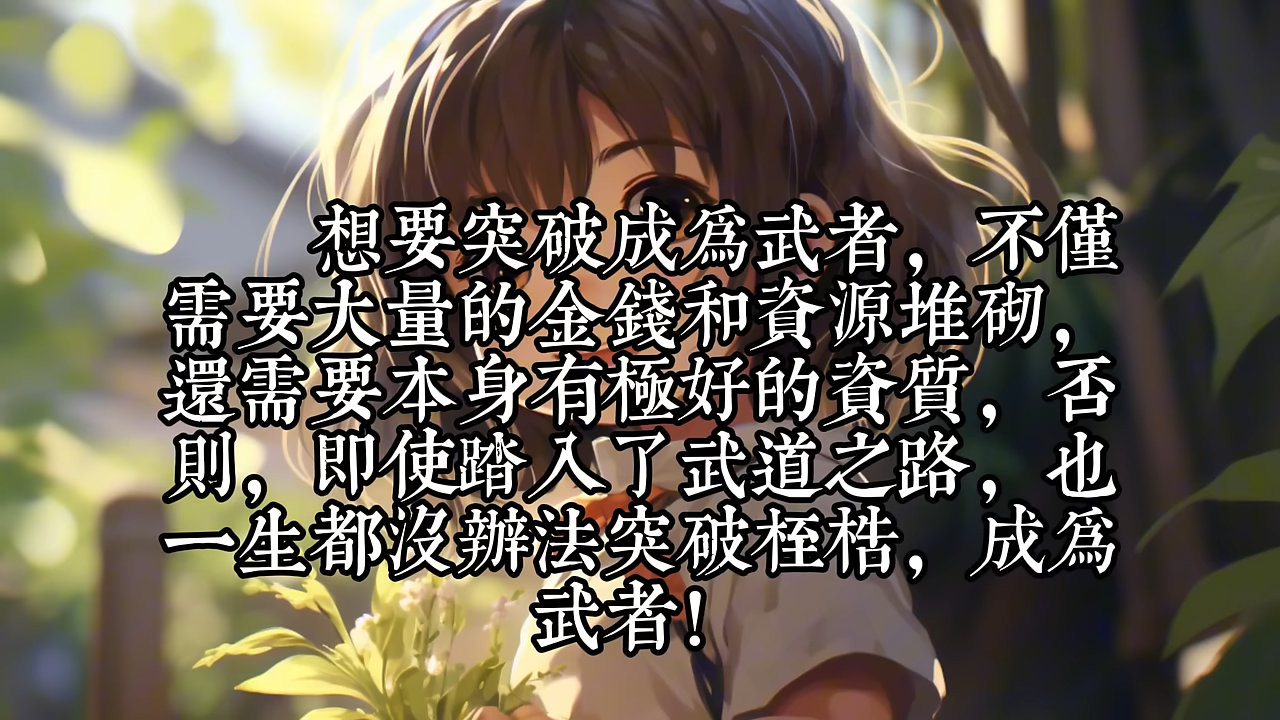 想要突破成爲武者，不僅
需要大量的金錢和資源堆砌，
還需要本身有極好的資質，否
則，即使踏入了武道之路，也
一生都沒辦法突破桎梏，成爲
武者！